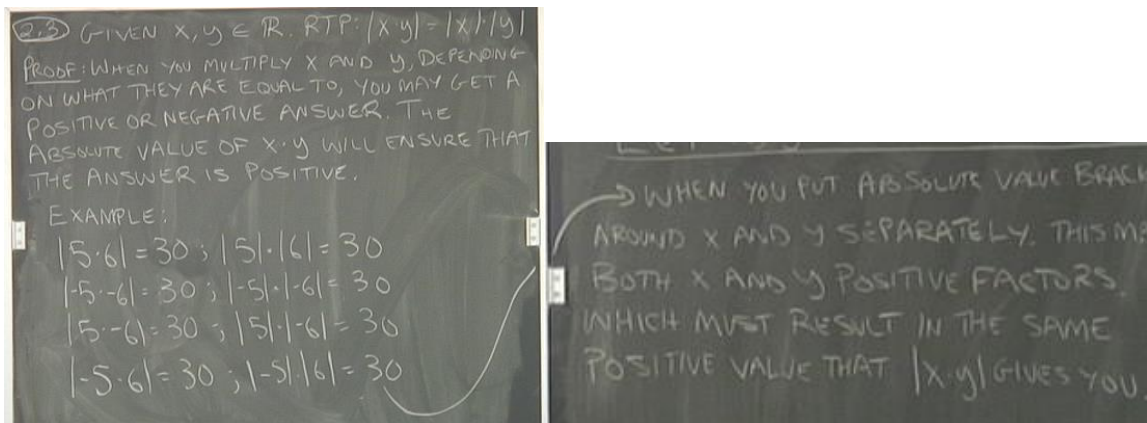 2.3 GIVEN X, y ∈ ℝ. RTP: |X·y| = |X|·|y|
PROOF: WHEN YOU MULTIPLY X AND y, DEPENDING
ON WHAT THEY ARE EQUAL TO, YOU MAY GET A
POSITIVE OR NEGATIVE ANSWER. THE
ABSOLUTE VALUE OF X·y WILL ENSURE THAT
THE ANSWER IS POSITIVE.
EXAMPLE:
|5·6| = 30 ; |5|·|6| = 30
|-5·-6| = 30 ; |-5|·|-6| = 30
|5·-6| = 30 ; |5|·|-6| = 30
|-5·6| = 30 ; |-5|·|6| = 30
→ WHEN YOU PUT ABSOLUTE VALUE BRACK
AROUND X AND y SEPARATELY. THIS ME
BOTH X AND y POSITIVE FACTORS.
WHICH MUST RESULT IN THE SAME
POSITIVE VALUE THAT |X·y| GIVES YOU.